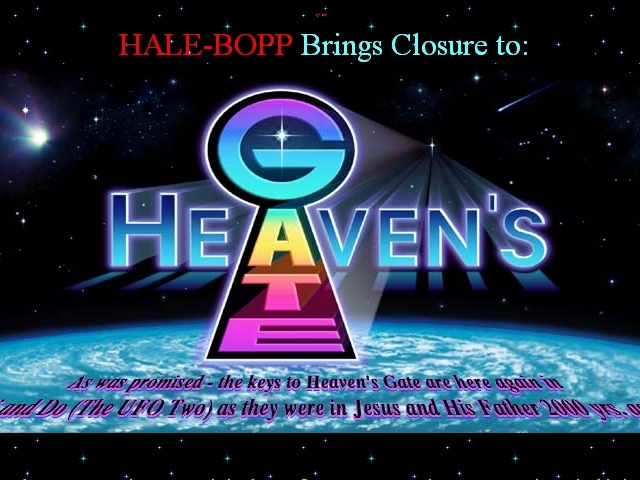 HALE-BOPP Brings Closure to:
HEAVEN'S
GATE
As was promised - the keys to Heaven's Gate are here again in
and Do (The UFO Two) as they were in Jesus and His Father 2000 yrs.